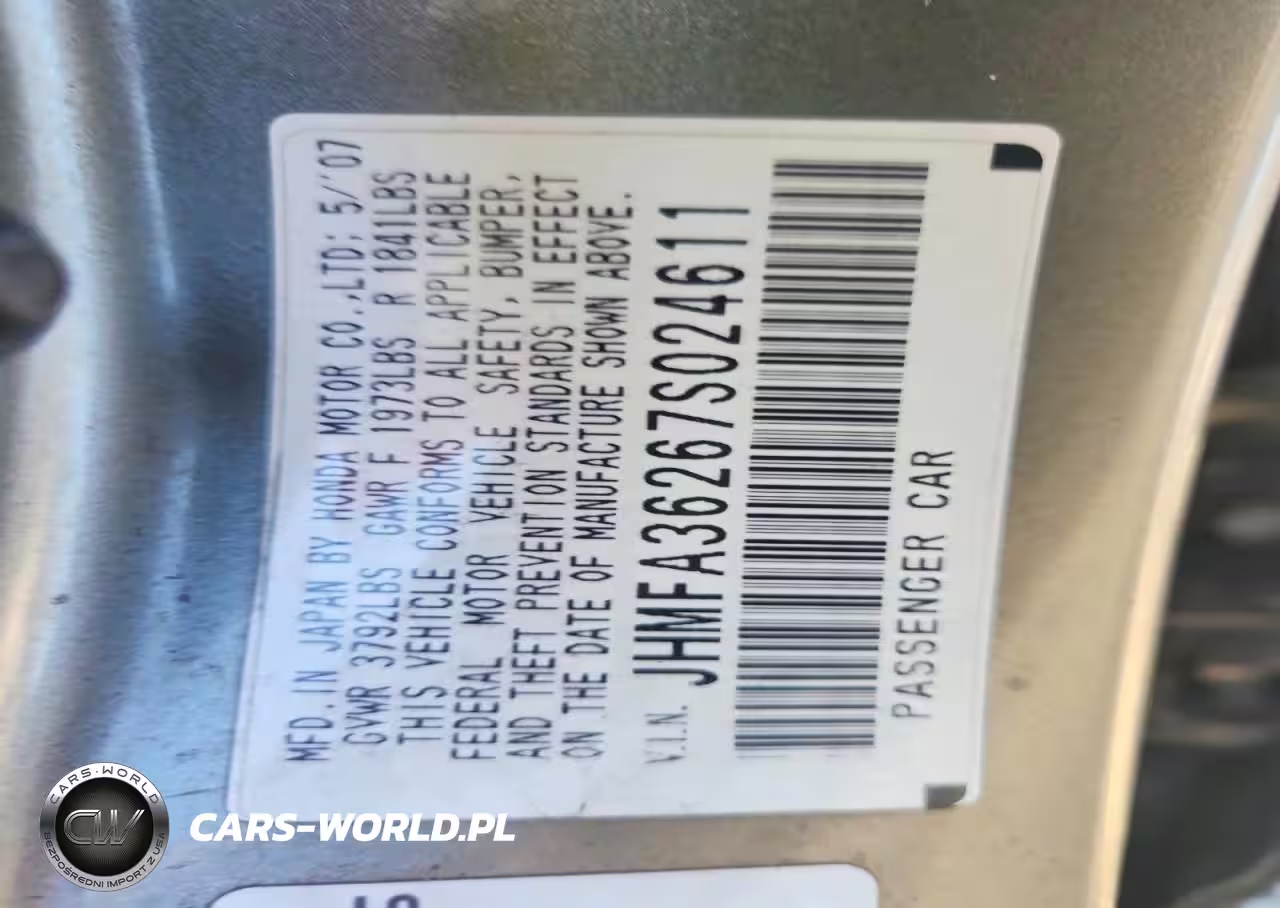 MFD. IN JAPAN BY HONDA MOTOR CO.,LTD: 5/'07
GVWR 3792LBS GAWR F 1973LBS R 1841LBS
THIS VEHICLE CONFORMS TO ALL APPLICABLE
FEDERAL MOTOR VEHICLE SAFETY, BUMPER,
AND THEFT PREVENTION STANDARDS IN EFFECT
ON THE DATE OF MANUFACTURE SHOWN ABOVE.
V.I.N. JHMFA36267S024611
PASSENGER CAR
CARS-WORLD
CW
BEZPOŚREDNI IMPORT Z USA
CARS-WORLD.PL